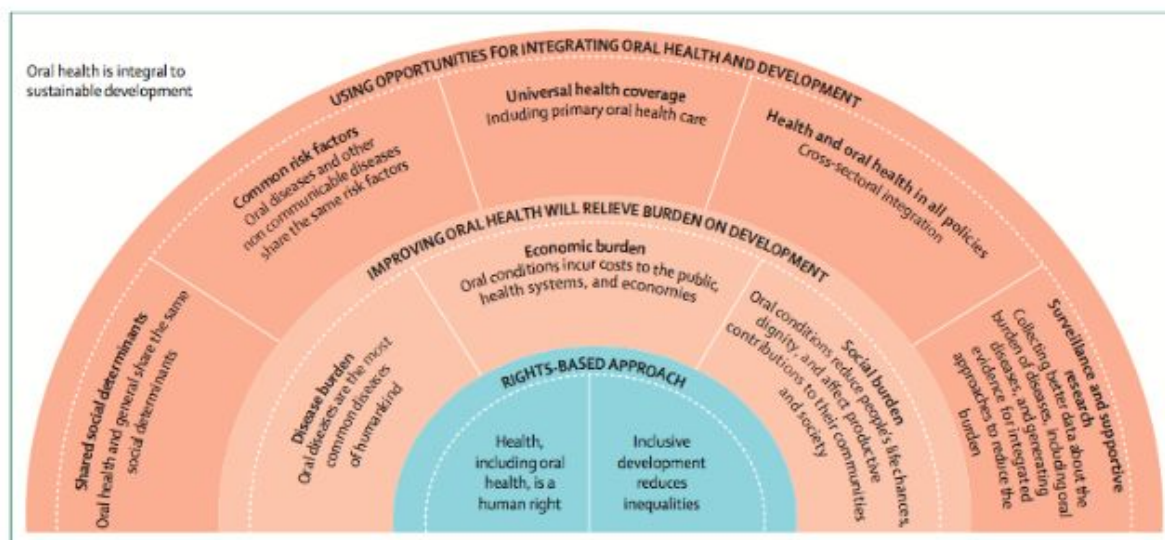 Oral health is integral to
sustainable development
USING OPPORTUNITIES FOR INTEGRATING ORAL HEALTH AND DEVELOPMENT
Shared social determinants
Oral health and general share the same
social determinants
Common risk factors
Oral diseases and other
non communicable diseases
share the same risk factors
Universal health coverage
Including primary oral health care
Health and oral health in all policies
Cross-sectoral integration
Surveillance and supportive
research
Collecting better data about the
burden of diseases, including oral
diseases, and generating
evidence for integrated
approaches to reduce the
burden
IMPROVING ORAL HEALTH WILL RELIEVE BURDEN ON DEVELOPMENT
Disease burden
Oral diseases are the most
common diseases
of humankind
Economic burden
Oral conditions incur costs to the public,
health systems, and economies
Social burden
Oral conditions reduce people's life chances,
dignity, and affect productive
contributions to their communities
and society
RIGHTS-BASED APPROACH
Health,
including oral
health, is a
human right
Inclusive
development
reduces
inequalities